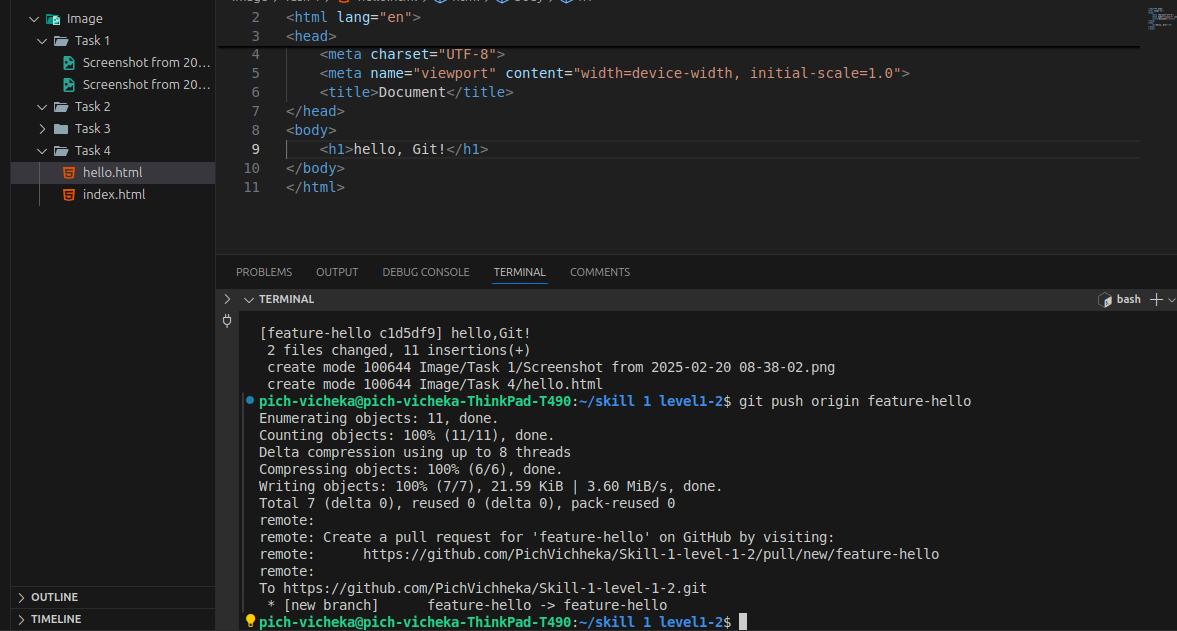 Image
Task 1
Screenshot from 20...
Screenshot from 20...
Task 2
Task 3
Task 4
hello.html
index.html
OUTLINE
TIMELINE
2 <html lang="en">
3 <head>
4 <meta charset="UTF-8">
5 <meta name="viewport" content="width=device-width, initial-scale=1.0">
6 <title>Document</title>
7 </head>
8 <body>
9 <h1>hello, Git!</h1>
10 </body>
11 </html>
PROBLEMS OUTPUT DEBUG CONSOLE TERMINAL COMMENTS
TERMINAL bash
[feature-hello c1d5df9] hello,Git!
2 files changed, 11 insertions(+)
create mode 100644 Image/Task 1/Screenshot from 2025-02-20 08-38-02.png
create mode 100644 Image/Task 4/hello.html
pich-vicheka@pich-vicheka-ThinkPad-T490:~/skill 1 level1-2$ git push origin feature-hello
Enumerating objects: 11, done.
Counting objects: 100% (11/11), done.
Delta compression using up to 8 threads
Compressing objects: 100% (6/6), done.
Writing objects: 100% (7/7), 21.59 KiB | 3.60 MiB/s, done.
Total 7 (delta 0), reused 0 (delta 0), pack-reused 0
remote:
remote: Create a pull request for 'feature-hello' on GitHub by visiting:
remote: https://github.com/PichVichheka/Skill-1-level-1-2/pull/new/feature-hello
remote:
To https://github.com/PichVichheka/Skill-1-level-1-2.git
* [new branch] feature-hello -> feature-hello
pich-vicheka@pich-vicheka-ThinkPad-T490:~/skill 1 level1-2$